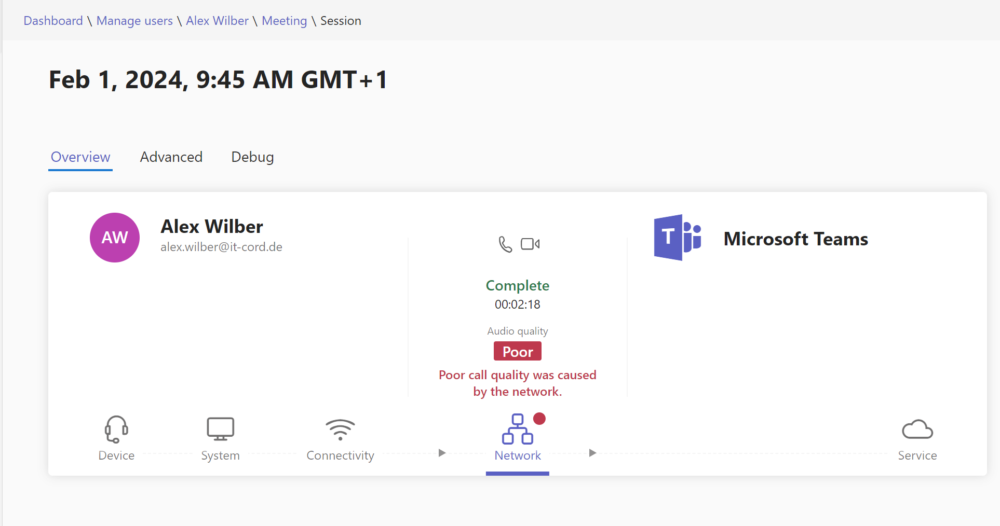 Dashboard \ Manage users \ Alex Wilber \ Meeting \ Session
Feb 1, 2024, 9:45 AM GMT+1
Overview Advanced Debug
AW
Alex Wilber
alex.wilber@it-cord.de
Complete
00:02:18
Audio quality
Poor
Poor call quality was caused
by the network.
T
Microsoft Teams
Device System Connectivity Network Service